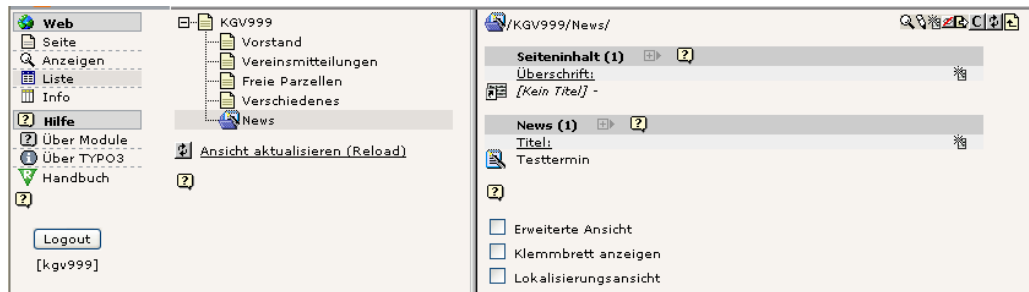 Web
Seite
Anzeigen
Liste
Info
Hilfe
Über Module
Über TYPO3
Handbuch
Logout
[kgv999]
KGV999
Vorstand
Vereinsmitteilungen
Freie Parzellen
Verschiedenes
News
Ansicht aktualisieren (Reload)
/KGV999/News/
Seiteninhalt (1)
Überschrift:
[Kein Titel] -
News (1)
Titel:
Testtermin
Erweiterte Ansicht
Klemmbrett anzeigen
Lokalisierungsansicht